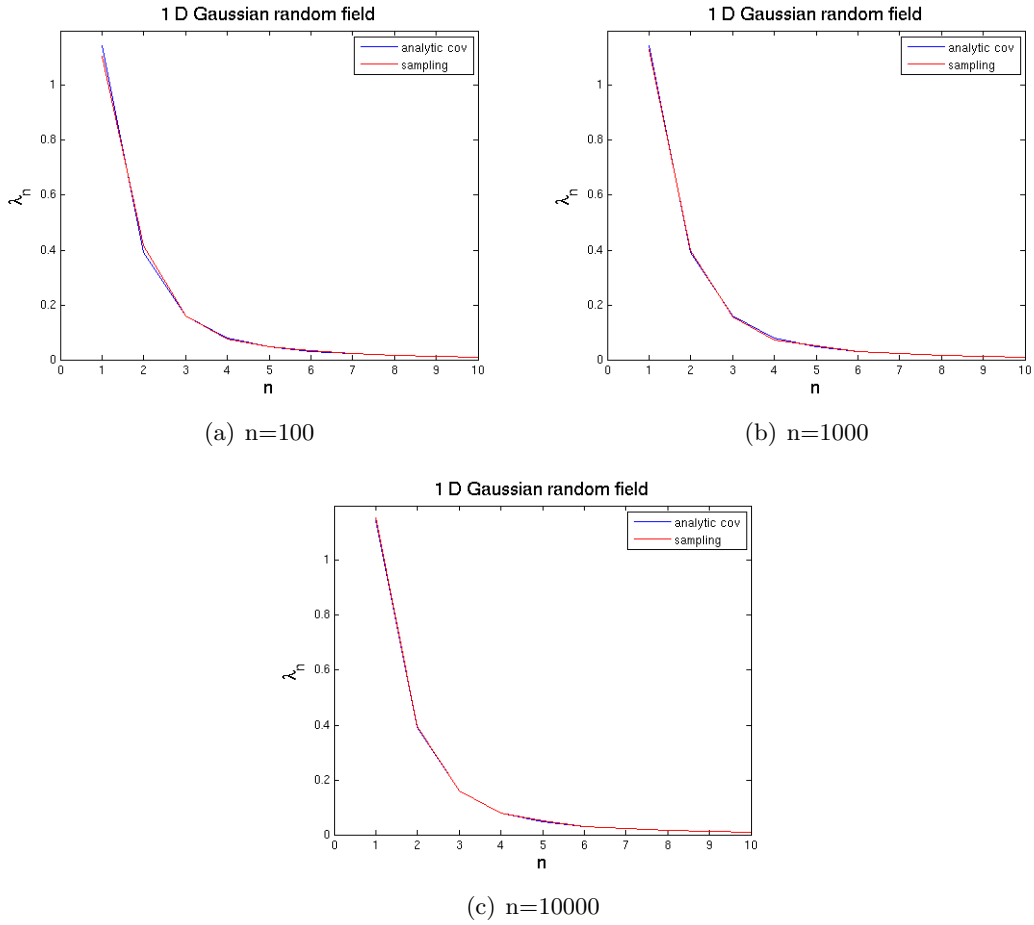 1 D Gaussian random field
analytic cov
sampling
1
0.8
0.6
0.4
0.2
0
λn
0 1 2 3 4 5 6 7 8 9 10
n
(a) n=100
1 D Gaussian random field
analytic cov
sampling
1
0.8
0.6
0.4
0.2
0
λn
0 1 2 3 4 5 6 7 8 9 10
n
(b) n=1000
1 D Gaussian random field
analytic cov
sampling
1
0.8
0.6
0.4
0.2
0
λn
0 1 2 3 4 5 6 7 8 9 10
n
(c) n=10000